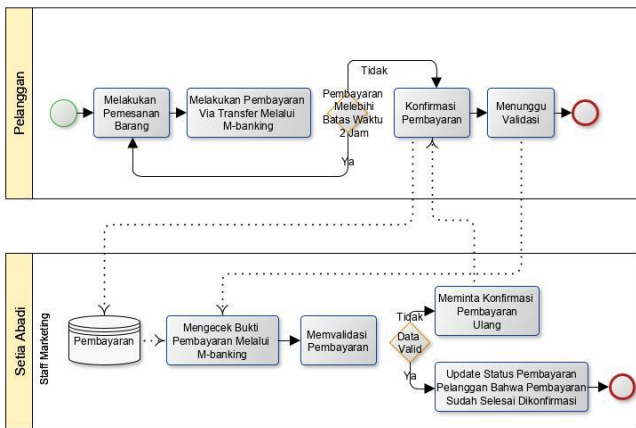 Pelanggan
Melakukan
Pemesanan
Barang
Melakukan Pembayaran
Via Transfer Melalui
M-banking
Pembayaran
Melebihi
Batas Waktu
2 Jam
Tidak
Ya
Konfirmasi
Pembayaran
Menunggu
Validasi
Setia Abadi
Staff Marketing
Pembayaran
Mengecek Bukti
Pembayaran Melalui
M-banking
Memvalidasi
Pembayaran
Data
Valid
Tidak
Ya
Meminta Konfirmasi
Pembayaran
Ulang
Update Status Pembayaran
Pelanggan Bahwa Pembayaran
Sudah Selesai Dikonfirmasi